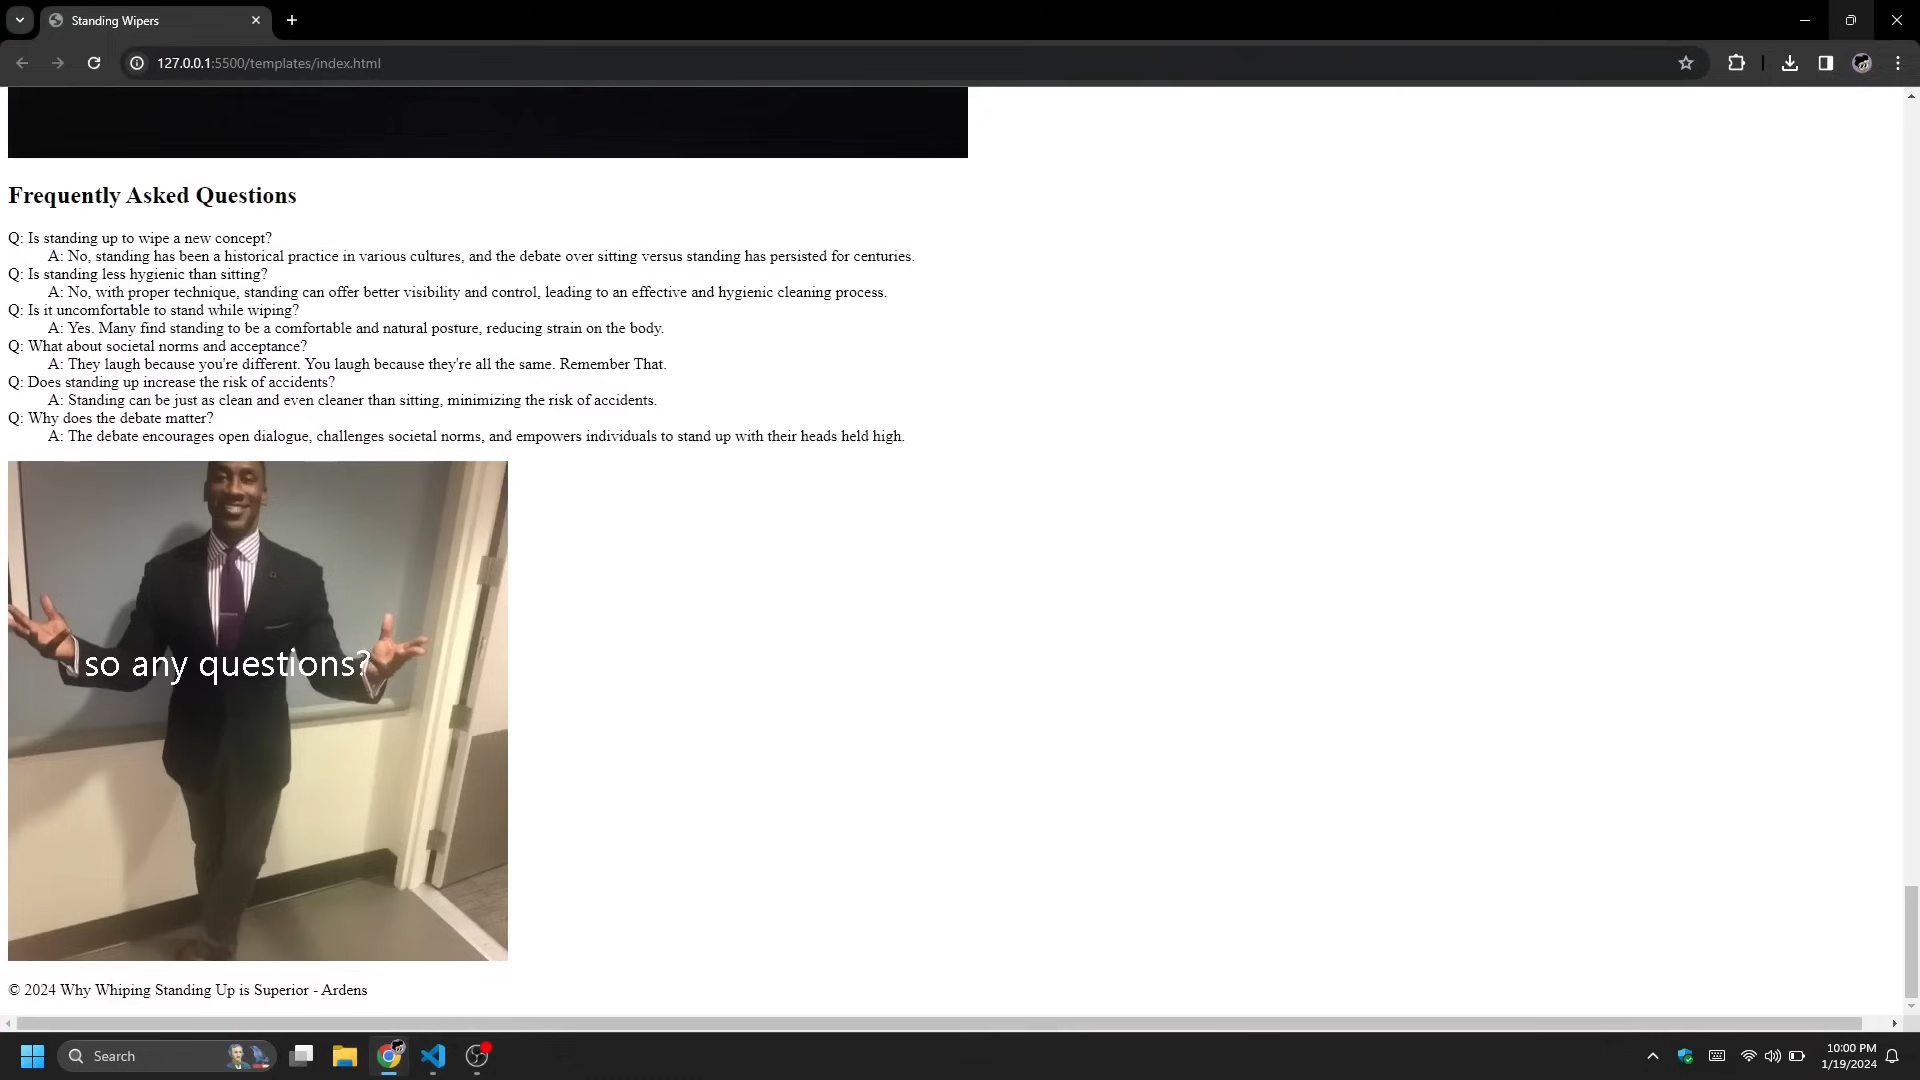 Standing Wipers
127.0.0.1:5500/templates/index.html
Frequently Asked Questions
Q: Is standing up to wipe a new concept?
A: No, standing has been a historical practice in various cultures, and the debate over sitting versus standing has persisted for centuries.
Q: Is standing less hygienic than sitting?
A: No, with proper technique, standing can offer better visibility and control, leading to an effective and hygienic cleaning process.
Q: Is it uncomfortable to stand while wiping?
A: Yes. Many find standing to be a comfortable and natural posture, reducing strain on the body.
Q: What about societal norms and acceptance?
A: They laugh because you're different. You laugh because they're all the same. Remember That.
Q: Does standing up increase the risk of accidents?
A: Standing can be just as clean and even cleaner than sitting, minimizing the risk of accidents.
Q: Why does the debate matter?
A: The debate encourages open dialogue, challenges societal norms, and empowers individuals to stand up with their heads held high.
so any questions?
© 2024 Why Whiping Standing Up is Superior - Ardens
Search
10:00 PM
1/19/2024